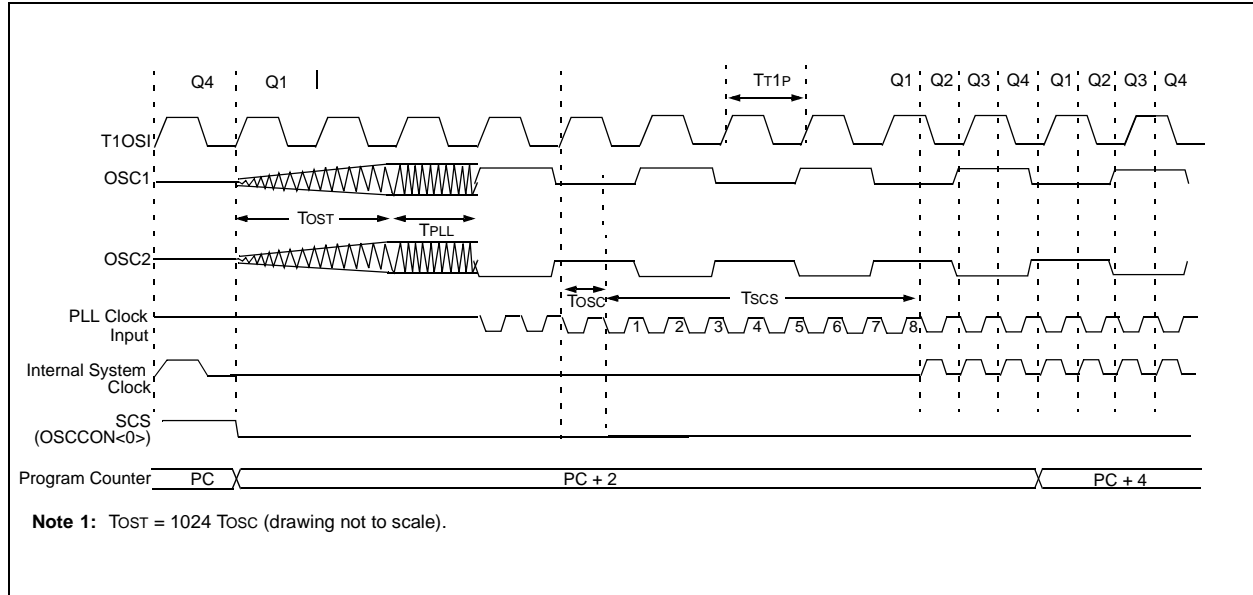 Q4 Q1 TT1P Q1 Q2 Q3 Q4 Q1 Q2 Q3 Q4
T1OSI
OSC1
TOST TPLL
OSC2
TOSC TSCS
PLL Clock
Input
1 2 3 4 5 6 7 8
Internal System
Clock
SCS
(OSCCON<0>)
Program Counter PC PC + 2 PC + 4
Note 1: TOST = 1024 TOSC (drawing not to scale).